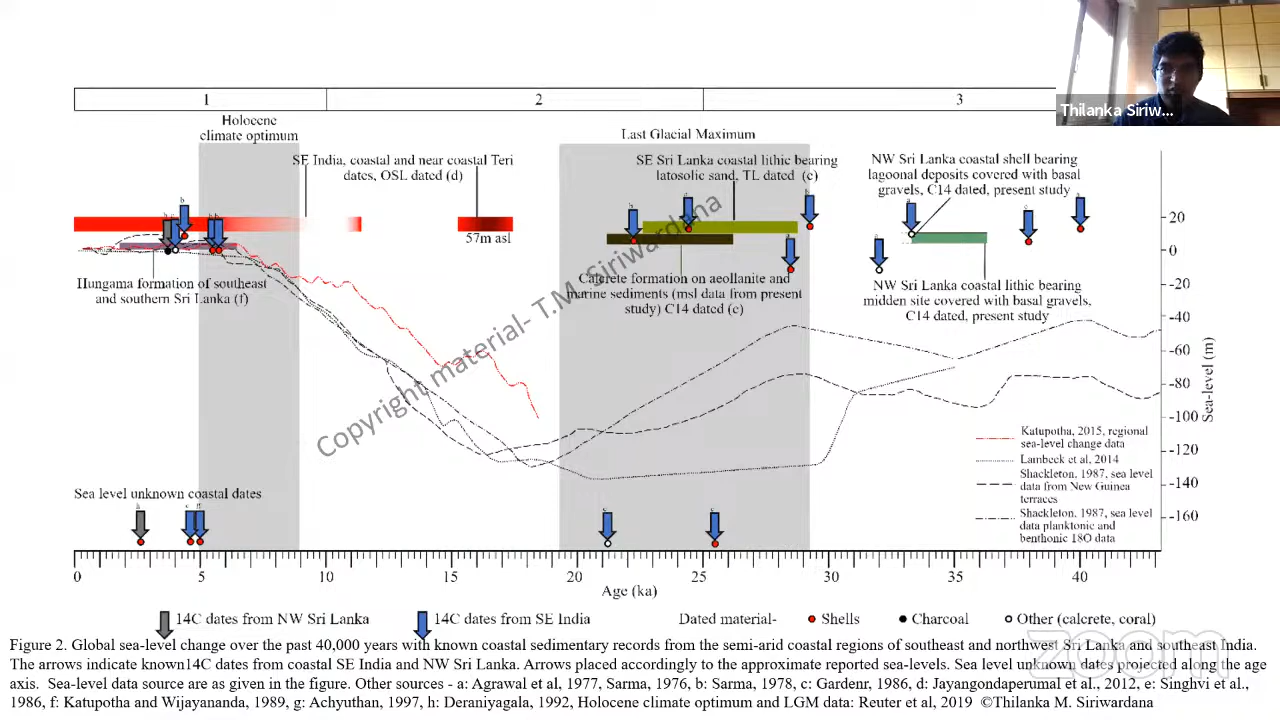 Thilanka Siriw...
1 2 3
Holocene
climate optimum
Last Glacial Maximum
SE India, coastal and near coastal Teri
dates, OSL dated (d)
SE Sri Lanka coastal lithic bearing
latosolic sand, TL dated (e)
NW Sri Lanka coastal shell bearing
lagoonal deposits covered with basal
gravels, C14 dated, present study
57m asl
Hungama formation of southeast
and southern Sri Lanka (f)
Calcrete formation on aeollanite and
marine sediments (msl data from present
study) C14 dated (e)
NW Sri Lanka coastal lithic bearing
midden site covered with basal gravels,
C14 dated, present study
Copyright material- T.M. Siriwardana
20
0
-20
-40
-60
-80
-100
-120
-140
-160
Sea-level (m)
Katupotha, 2015, regional
sea-level change data
Lambeck et al, 2014
Shackleton, 1987, sea level
data from New Guinea
terraces
Shackleton, 1987, sea level
data planktonic and
benthonic 18O data
Sea level unknown coastal dates
0 5 10 15 20 25 30 35 40
Age (ka)
14C dates from NW Sri Lanka 14C dates from SE India Dated material- Shells Charcoal Other (calcrete, coral)
zoom
Figure 2. Global sea-level change over the past 40,000 years with known coastal sedimentary records from the semi-arid coastal regions of southeast and northwest Sri Lanka and southeast India.
The arrows indicate known14C dates from coastal SE India and NW Sri Lanka. Arrows placed accordingly to the approximate reported sea-levels. Sea level unknown dates projected along the age
axis. Sea-level data source are as given in the figure. Other sources - a: Agrawal et al, 1977, Sarma, 1976, b: Sarma, 1978, c: Gardenr, 1986, d: Jayangondaperumal et al., 2012, e: Singhvi et al.,
1986, f: Katupotha and Wijayananda, 1989, g: Achyuthan, 1997, h: Deraniyagala, 1992, Holocene climate optimum and LGM data: Reuter et al, 2019 ©Thilanka M. Siriwardana